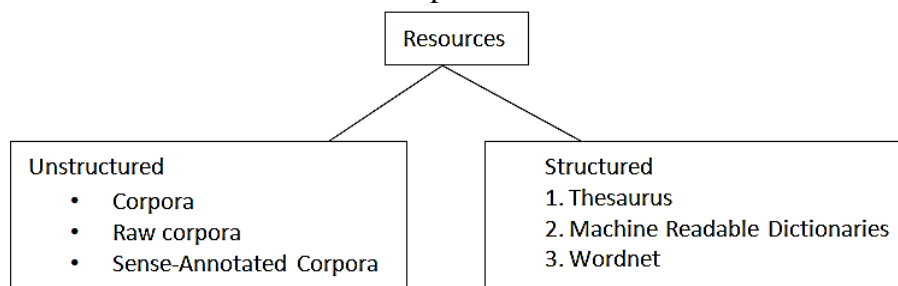 Resources
Unstructured
• Corpora
• Raw corpora
• Sense-Annotated Corpora
Structured
1. Thesaurus
2. Machine Readable Dictionaries
3. Wordnet